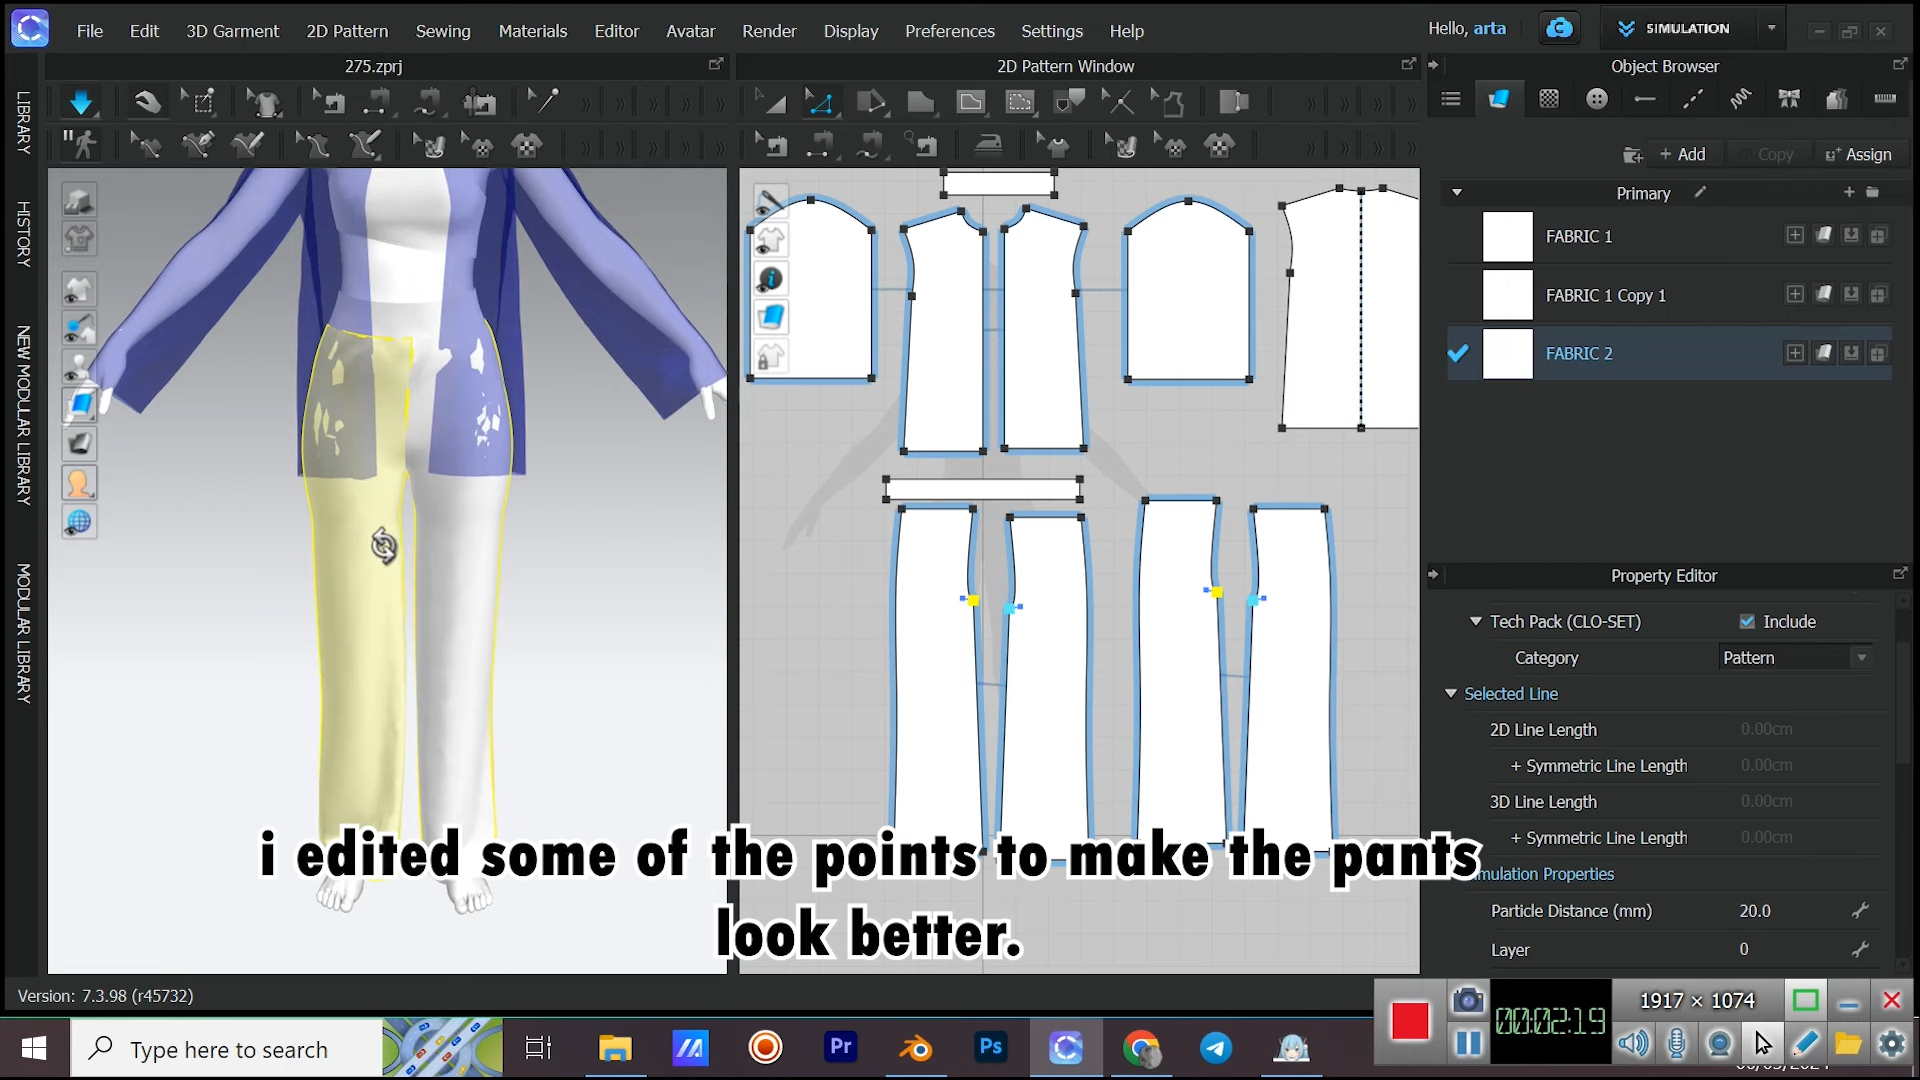 File Edit 3D Garment 2D Pattern Sewing Materials Editor Avatar Render Display Preferences Settings Help
Hello, arta
SIMULATION
275.zprj
2D Pattern Window
Object Browser
LIBRARY
HISTORY
NEW MODULAR LIBRARY
MODULAR LIBRARY
+ Add
Copy
Assign
Primary
FABRIC 1
FABRIC 1 Copy 1
FABRIC 2
Property Editor
Tech Pack (CLO-SET)
Include
Category
Pattern
Selected Line
2D Line Length
0.00cm
+ Symmetric Line Length
0.00cm
3D Line Length
0.00cm
+ Symmetric Line Length
0.00cm
Simulation Properties
Particle Distance (mm)
20.0
Layer
0
i edited some of the points to make the pants
look better.
Version: 7.3.98 (r45732)
1917 × 1074
00:02:19
Type here to search
Pr
Ps